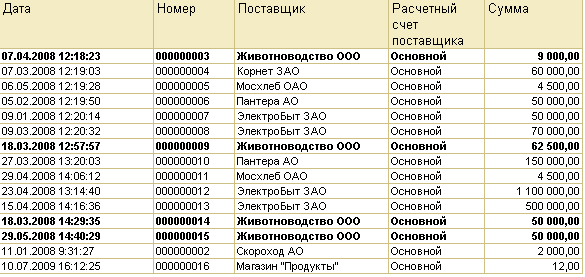 Дата Номер Поставщик Расчетный счет поставщика Сумма
07.04.2008 12:18:23 000000003 Животноводство ООО Основной 9 000,00
07.03.2008 12:19:03 000000004 Корнет ЗАО Основной 60 000,00
06.05.2008 12:19:28 000000005 Мосхлеб ОАО Основной 4 500,00
05.02.2008 12:19:50 000000006 Пантера АО Основной 50 000,00
09.01.2008 12:20:14 000000007 ЭлектроБыт ЗАО Основной 50 000,00
09.03.2008 12:20:32 000000008 ЭлектроБыт ЗАО Основной 70 000,00
18.03.2008 12:57:57 000000009 Животноводство ООО Основной 62 500,00
27.03.2008 13:20:03 000000010 Пантера АО Основной 150 000,00
29.04.2008 14:06:12 000000011 Мосхлеб ОАО Основной 4 500,00
23.04.2008 13:14:40 000000012 ЭлектроБыт ЗАО Основной 1 100 000,00
15.04.2008 14:16:36 000000013 ЭлектроБыт ЗАО Основной 500 000,00
18.03.2008 14:29:35 000000014 Животноводство ООО Основной 50 000,00
29.05.2008 14:40:29 000000015 Животноводство ООО Основной 50 000,00
11.01.2008 9:31:27 000000002 Скороход АО Основной 2 000,00
10.07.2009 16:12:25 000000016 Магазин "Продукты" Основной 12,00